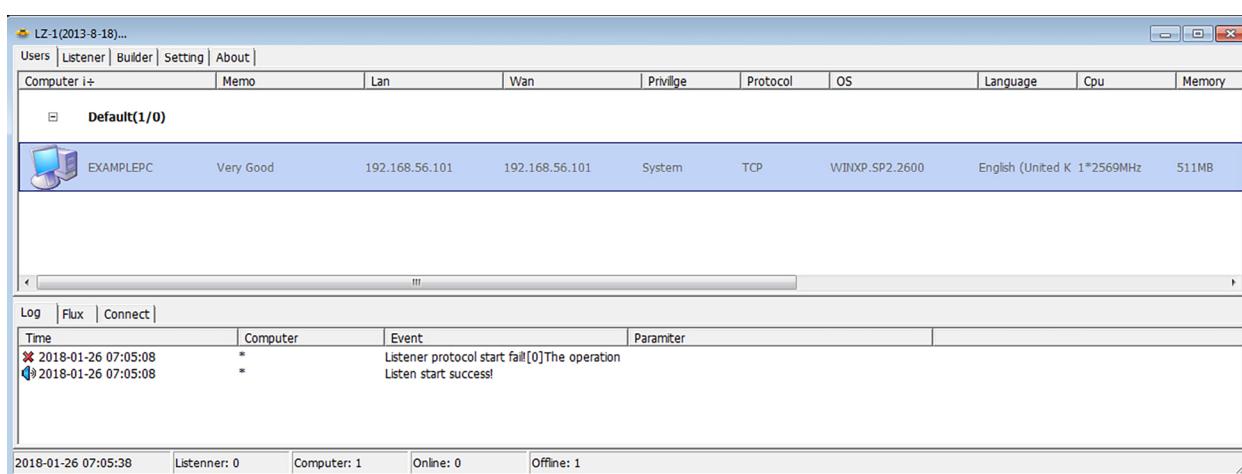 LZ-1(2013-8-18)...
Users Listener Builder Setting About
Computer i÷ Memo Lan Wan Privillge Protocol OS Language Cpu Memory
Default(1/0)
EXAMPLEPC Very Good 192.168.56.101 192.168.56.101 System TCP WINXP.SP2.2600 English (United K 1*2569MHz 511MB
Log Flux Connect
Time Computer Event Paramiter
2018-01-26 07:05:08 * Listener protocol start fail![0]The operation
2018-01-26 07:05:08 * Listen start success!
2018-01-26 07:05:38 Listenner: 0 Computer: 1 Online: 0 Offline: 1